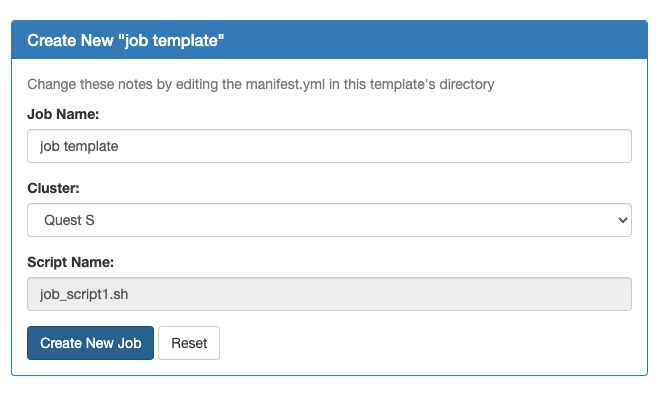 Create New "job template"
Change these notes by editing the manifest.yml in this template's directory
Job Name:
job template
Cluster:
Quest S
Script Name:
job_script1.sh
Create New Job Reset